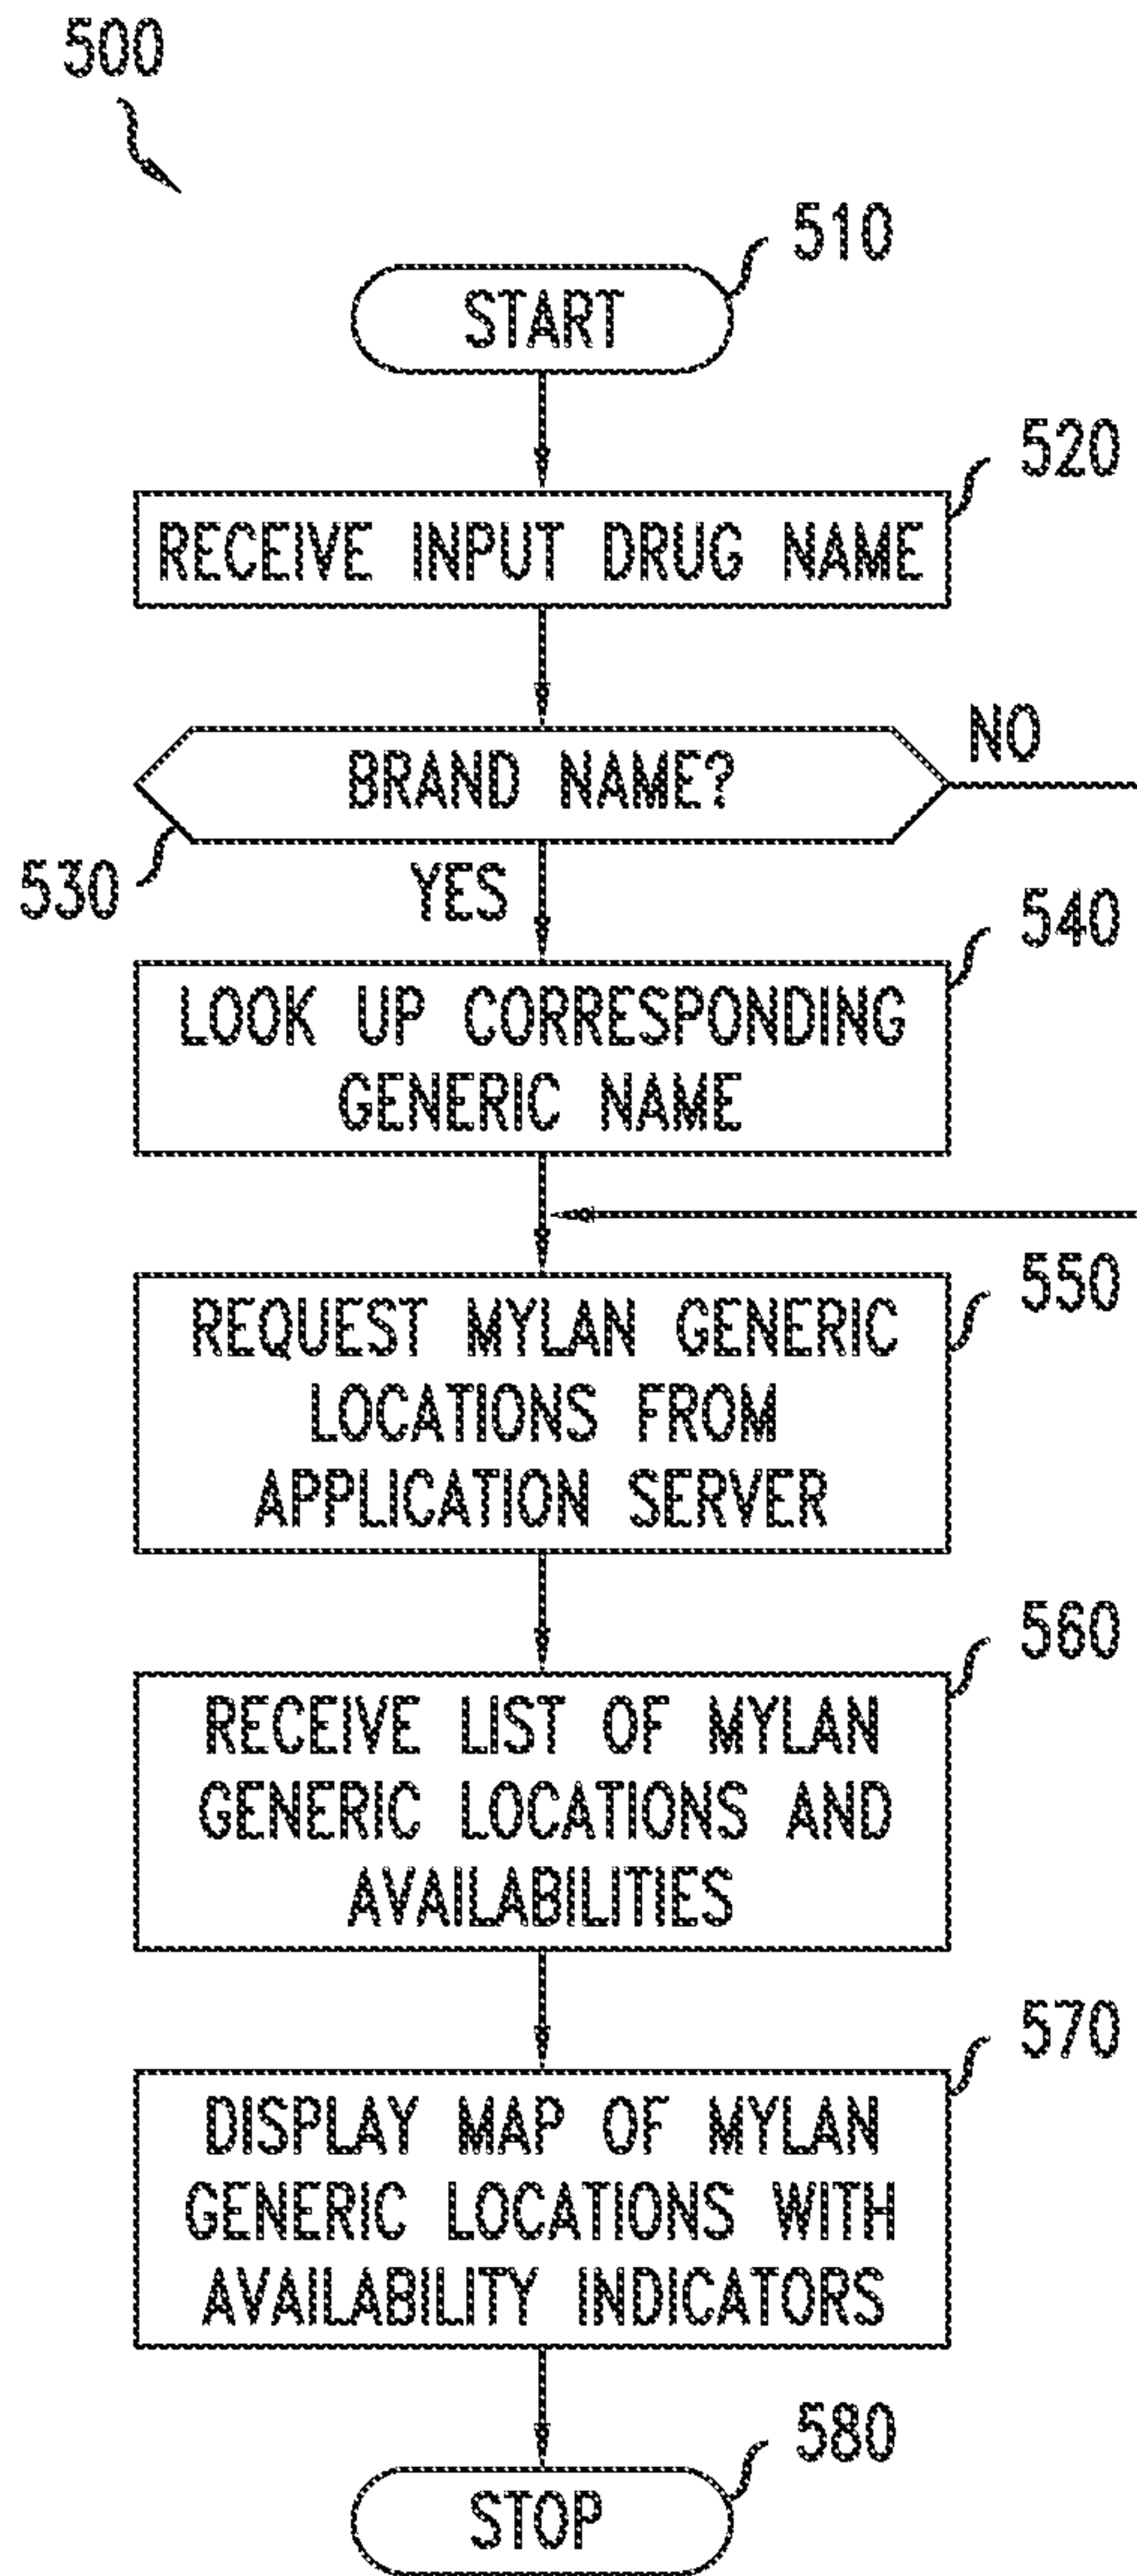 500
510
START
520
RECEIVE INPUT DRUG NAME
BRAND NAME?
NO
530
YES
540
LOOK UP CORRESPONDING
GENERIC NAME
550
REQUEST MYLAN GENERIC
LOCATIONS FROM
APPLICATION SERVER
560
RECEIVE LIST OF MYLAN
GENERIC LOCATIONS AND
AVAILABILITIES
570
DISPLAY MAP OF MYLAN
GENERIC LOCATIONS WITH
AVAILABILITY INDICATORS
580
STOP